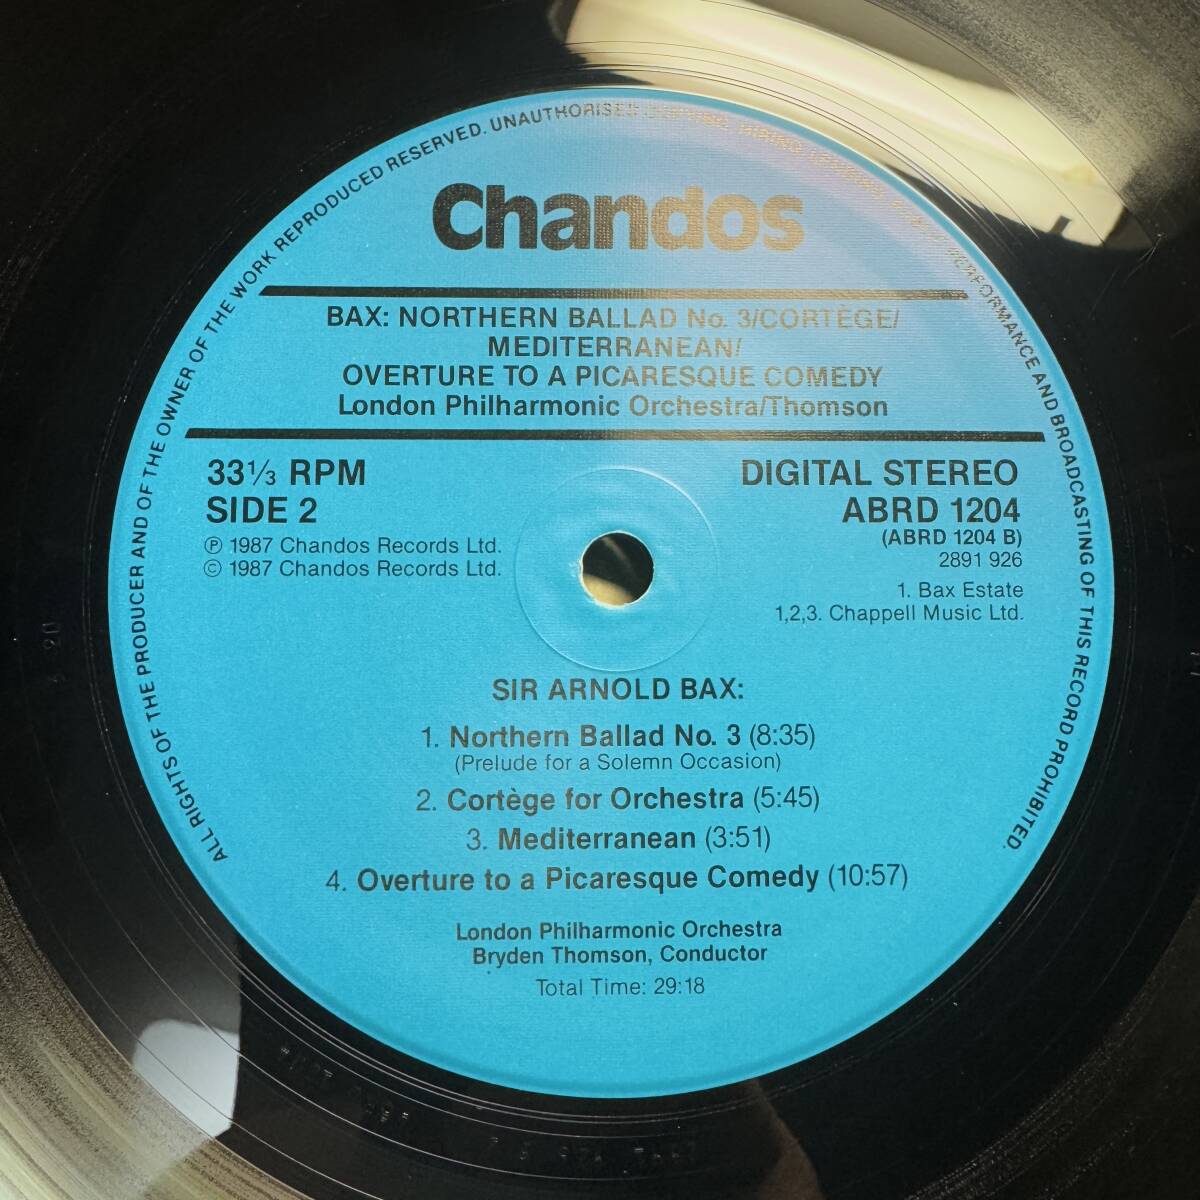 ALL RIGHTS OF THE PRODUCER AND OF THE OWNER OF THE WORK REPRODUCED RESERVED. UNAUTHORISED COPYING, HIRING, LENDING, PUBLIC PERFORMANCE AND BROADCASTING OF THIS RECORD PROHIBITED.
Chandos
BAX: NORTHERN BALLAD No. 3/CORTÈGE/
MEDITERRANEAN/
OVERTURE TO A PICARESQUE COMEDY
London Philharmonic Orchestra/Thomson
33⅓ RPM
SIDE 2
℗ 1987 Chandos Records Ltd.
© 1987 Chandos Records Ltd.
DIGITAL STEREO
ABRD 1204
(ABRD 1204 B)
2891 926
1. Bax Estate
1,2,3. Chappell Music Ltd.
SIR ARNOLD BAX:
1. Northern Ballad No. 3 (8:35)
(Prelude for a Solemn Occasion)
2. Cortège for Orchestra (5:45)
3. Mediterranean (3:51)
4. Overture to a Picaresque Comedy (10:57)
London Philharmonic Orchestra
Bryden Thomson, Conductor
Total Time: 29:18